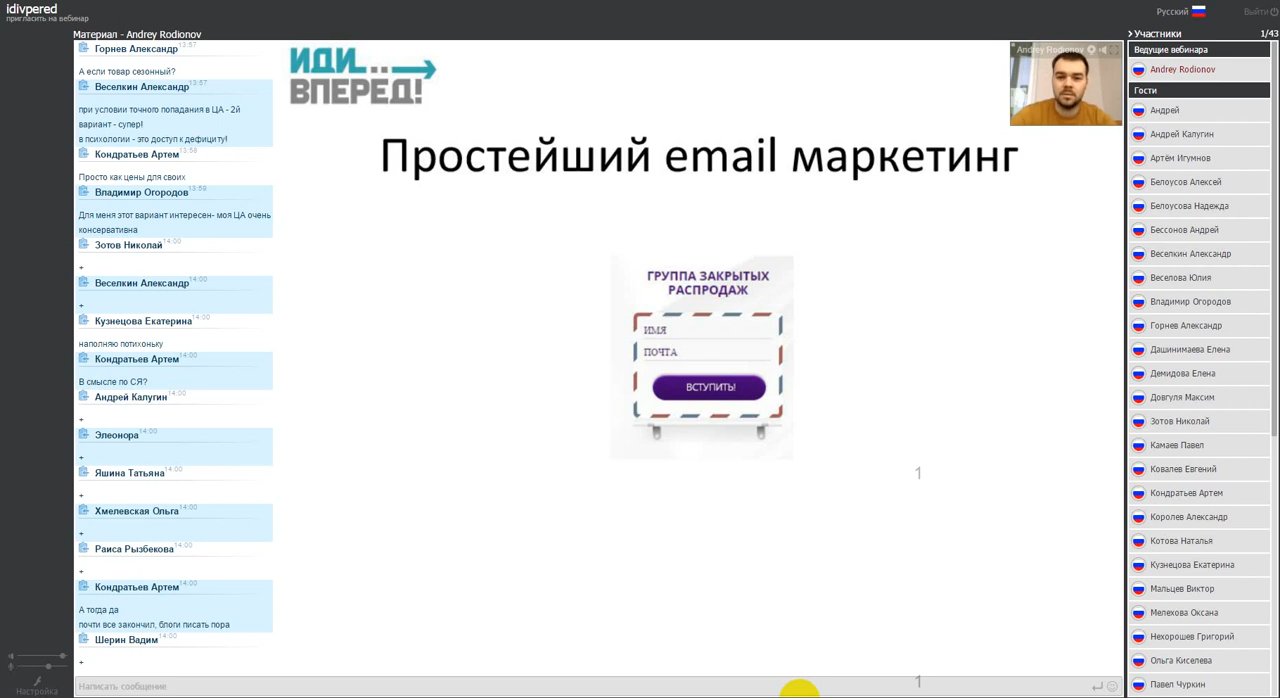 idivpered
пригласить на вебинар
Русский
Выйти
Материал - Andrey Rodionov
Горнев Александр 13:57
А если товар сезонный?
Веселкин Александр 13:57
при условии точного попадания в ЦА - 2й
вариант - супер!
в психологии - это доступ к дефициту!
Кондратьев Артем 13:58
Просто как цены для своих
Владимир Огородов 13:59
Для меня этот вариант интересен- моя ЦА очень
консервативна
Зотов Николай 14:00
+
Веселкин Александр 14:00
+
Кузнецова Екатерина 14:00
наполняю потихоньку
Кондратьев Артем 14:00
В смысле по СЯ?
Андрей Калугин 14:00
+
Элеонора 14:00
+
Яшина Татьяна 14:00
+
Хмелевская Ольга 14:00
+
Раиса Рызбекова 14:00
+
Кондратьев Артем 14:00
А тогда да
почти все закончил, блоги писать пора
Шерин Вадим 14:00
+
Написать сообщение
Настройка
ИДИ...
ВПЕРЕД!
Простейший email маркетинг
ГРУППА ЗАКРЫТЫХ
РАСПРОДАЖ
ИМЯ
ПОЧТА
ВСТУПИТЬ!
1
1
Andrey Rodionov
Участники 1/43
Ведущие вебинара
Andrey Rodionov
Гости
Андрей
Андрей Калугин
Артём Игумнов
Белоусов Алексей
Белоусова Надежда
Бессонов Андрей
Веселкин Александр
Веселова Юлия
Владимир Огородов
Горнев Александр
Дашинимаева Елена
Демидова Елена
Довгуля Максим
Зотов Николай
Камаев Павел
Ковалев Евгений
Кондратьев Артем
Королев Александр
Котова Наталья
Кузнецова Екатерина
Мальцев Виктор
Мелехова Оксана
Нехорошев Григорий
Ольга Киселева
Павел Чуркин